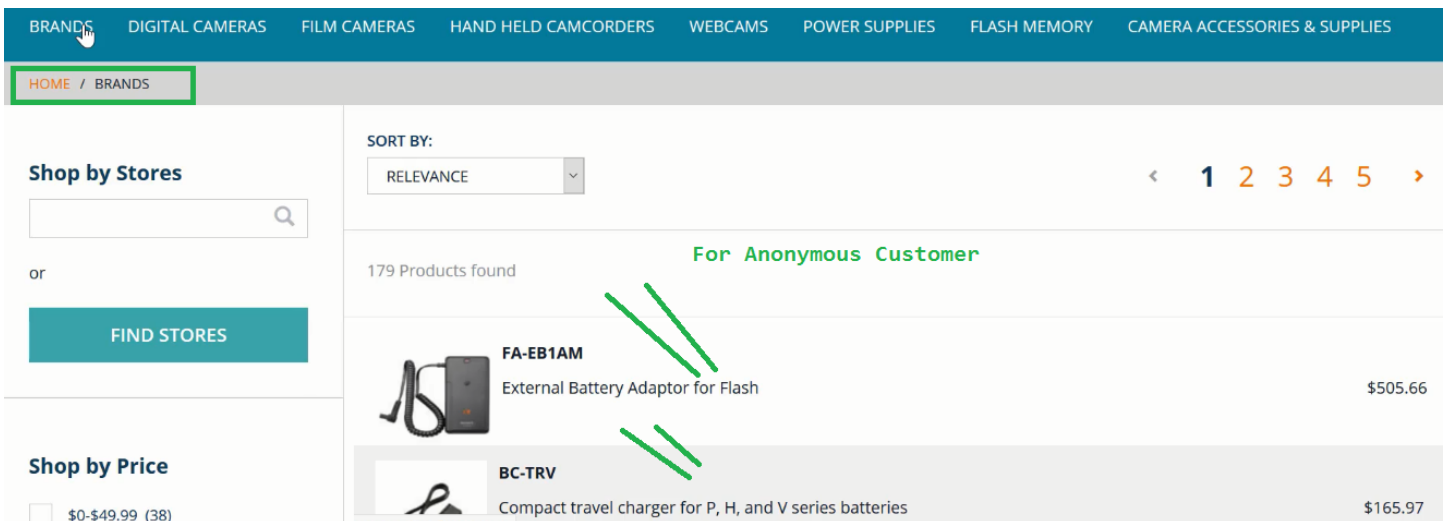 BRANDS DIGITAL CAMERAS FILM CAMERAS HAND HELD CAMCORDERS WEBCAMS POWER SUPPLIES FLASH MEMORY CAMERA ACCESSORIES & SUPPLIES
HOME / BRANDS
Shop by Stores
or
FIND STORES
Shop by Price
$0-$49.99 (38)
SORT BY:
RELEVANCE
< 1 2 3 4 5 >
For Anonymous Customer
179 Products found
FA-EB1AM
External Battery Adaptor for Flash $505.66
BC-TRV
Compact travel charger for P, H, and V series batteries $165.97